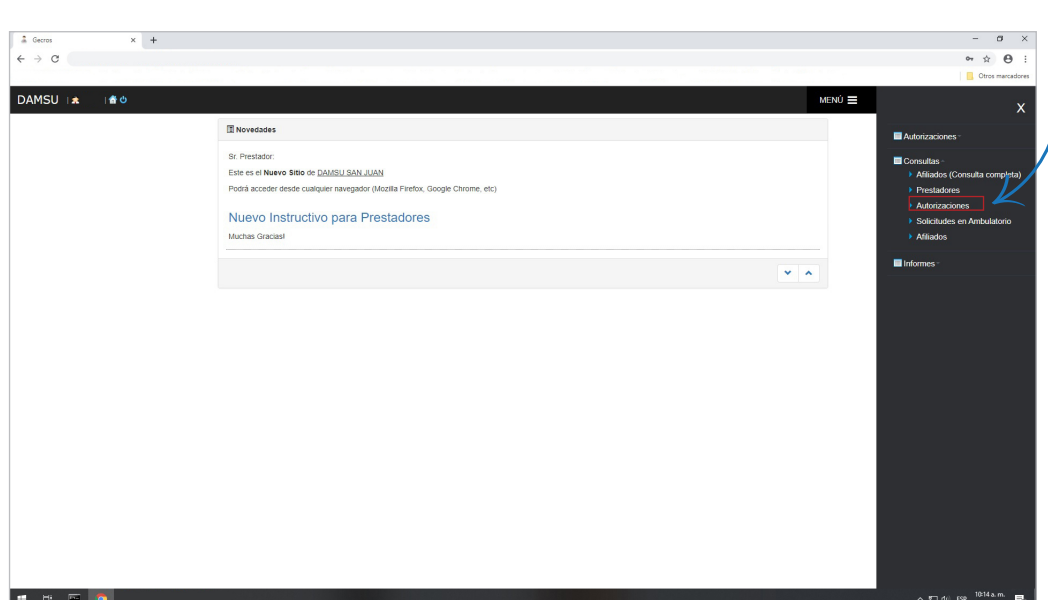 Gecros
Otros marcadores
DAMSU
MENÚ
X
Novedades
Sr. Prestador:
Este es el Nuevo Sitio de DAMSU SAN JUAN
Podrá acceder desde cualquier navegador (Mozilla Firefox, Google Chrome, etc)
Nuevo Instructivo para Prestadores
Muchas Gracias!
Autorizaciones
Consultas
Afiliados (Consulta completa)
Prestadores
Autorizaciones
Solicitudes en Ambulatorio
Afiliados
Informes
ESP
10:14 a. m.